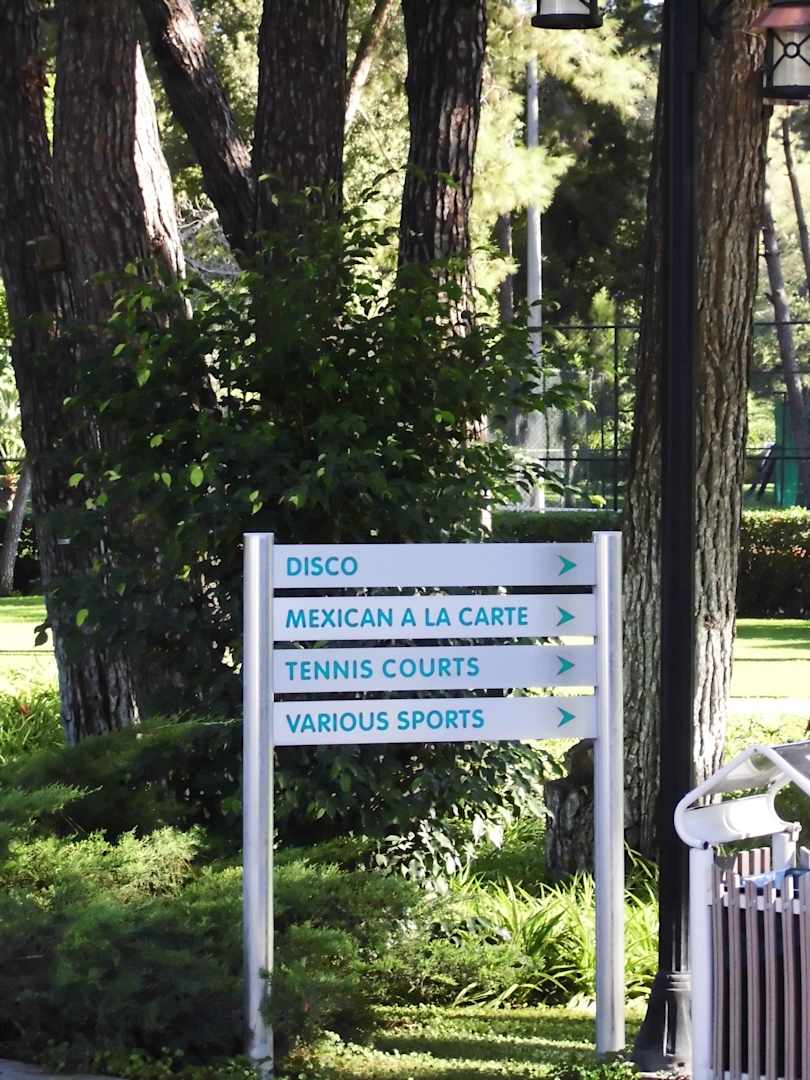 DISCO
MEXICAN A LA CARTE
TENNIS COURTS
VARIOUS SPORTS